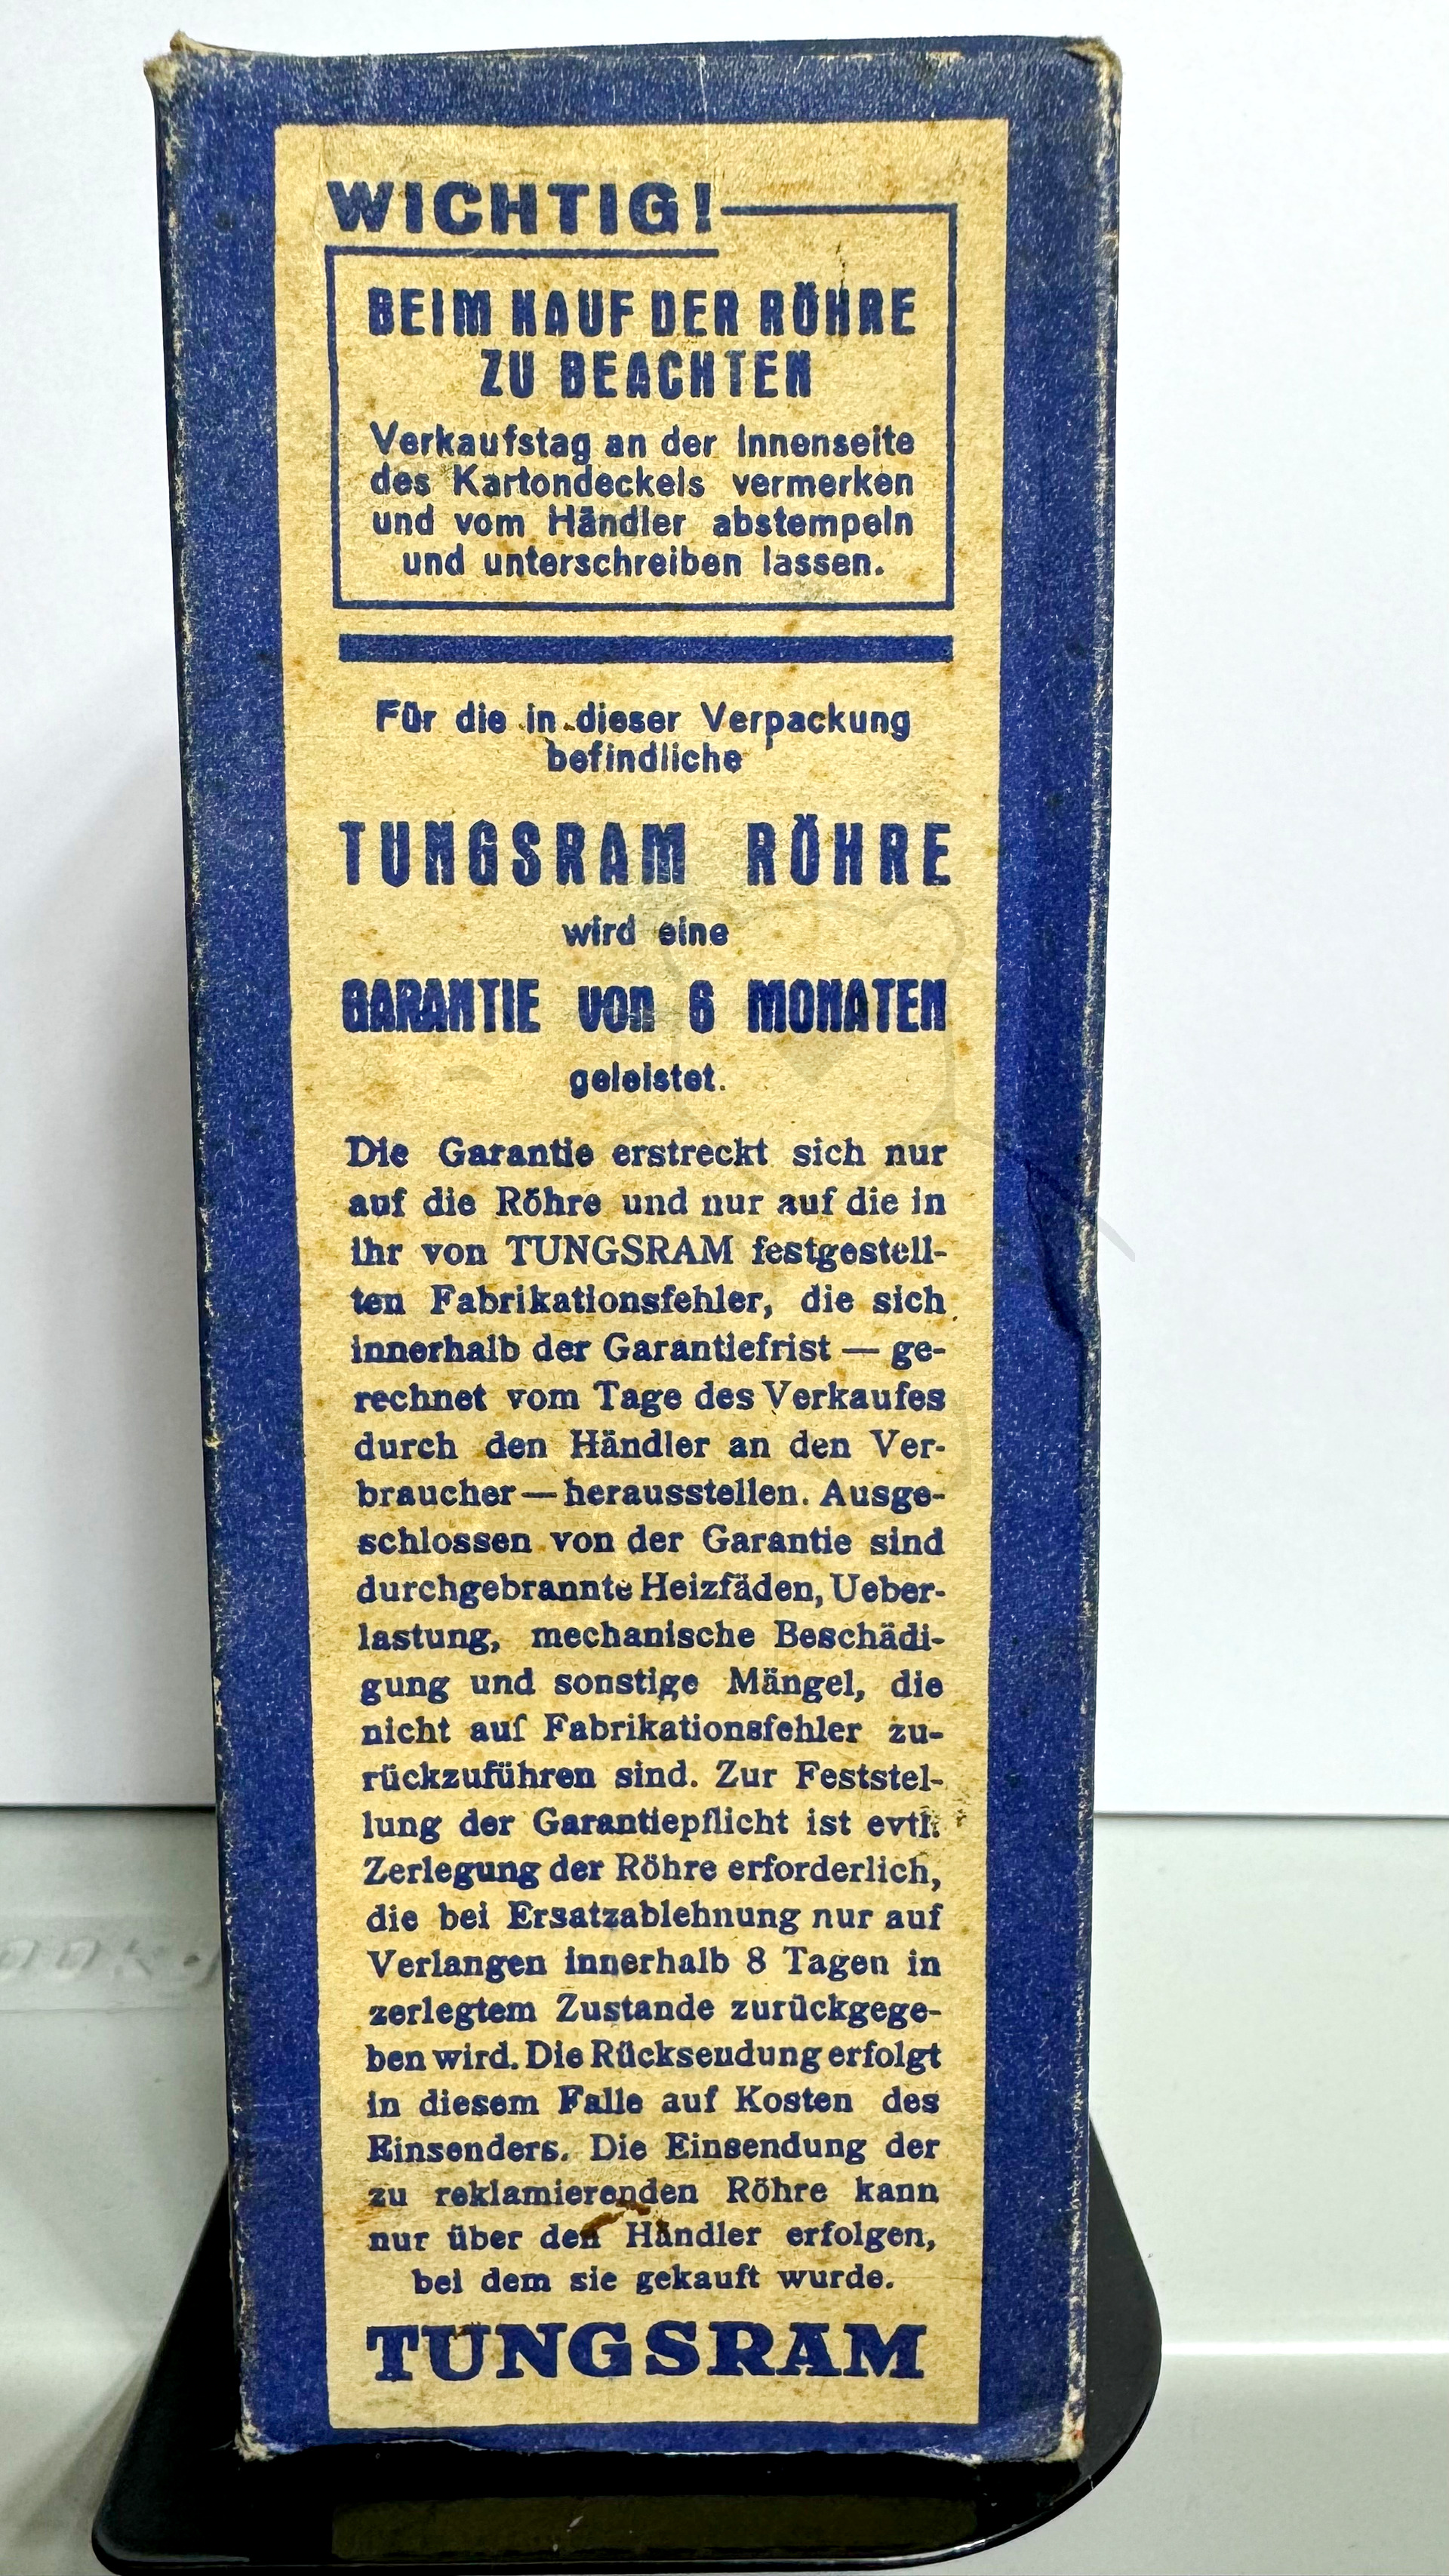 WICHTIG!
BEIM KAUF DER RÖHRE
ZU BEACHTEN
Verkaufstag an der Innenseite
des Kartondeckels vermerken
und vom Händler abstempeln
und unterschreiben lassen.
Für die in dieser Verpackung
befindliche
TUNGSRAM RÖHRE
wird eine
GARANTIE von 6 MONATEN
geleistet.
Die Garantie erstreckt sich nur
auf die Röhre und nur auf die in
ihr von TUNGSRAM festgestell-
ten Fabrikationsfehler, die sich
innerhalb der Garantiefrist — ge-
rechnet vom Tage des Verkaufes
durch den Händler an den Ver-
braucher — herausstellen. Ausge-
schlossen von der Garantie sind
durchgebrannte Heizfäden, Ueber-
lastung, mechanische Beschädi-
gung und sonstige Mängel, die
nicht auf Fabrikationsfehler zu-
rückzuführen sind. Zur Feststel-
lung der Garantiepflicht ist evtl.
Zerlegung der Röhre erforderlich,
die bei Ersatzablehnung nur auf
Verlangen innerhalb 8 Tagen in
zerlegtem Zustande zurückgege-
ben wird. Die Rücksendung erfolgt
in diesem Falle auf Kosten des
Einsenders. Die Einsendung der
zu reklamierenden Röhre kann
nur über den Händler erfolgen,
bei dem sie gekauft wurde.
TUNGSRAM